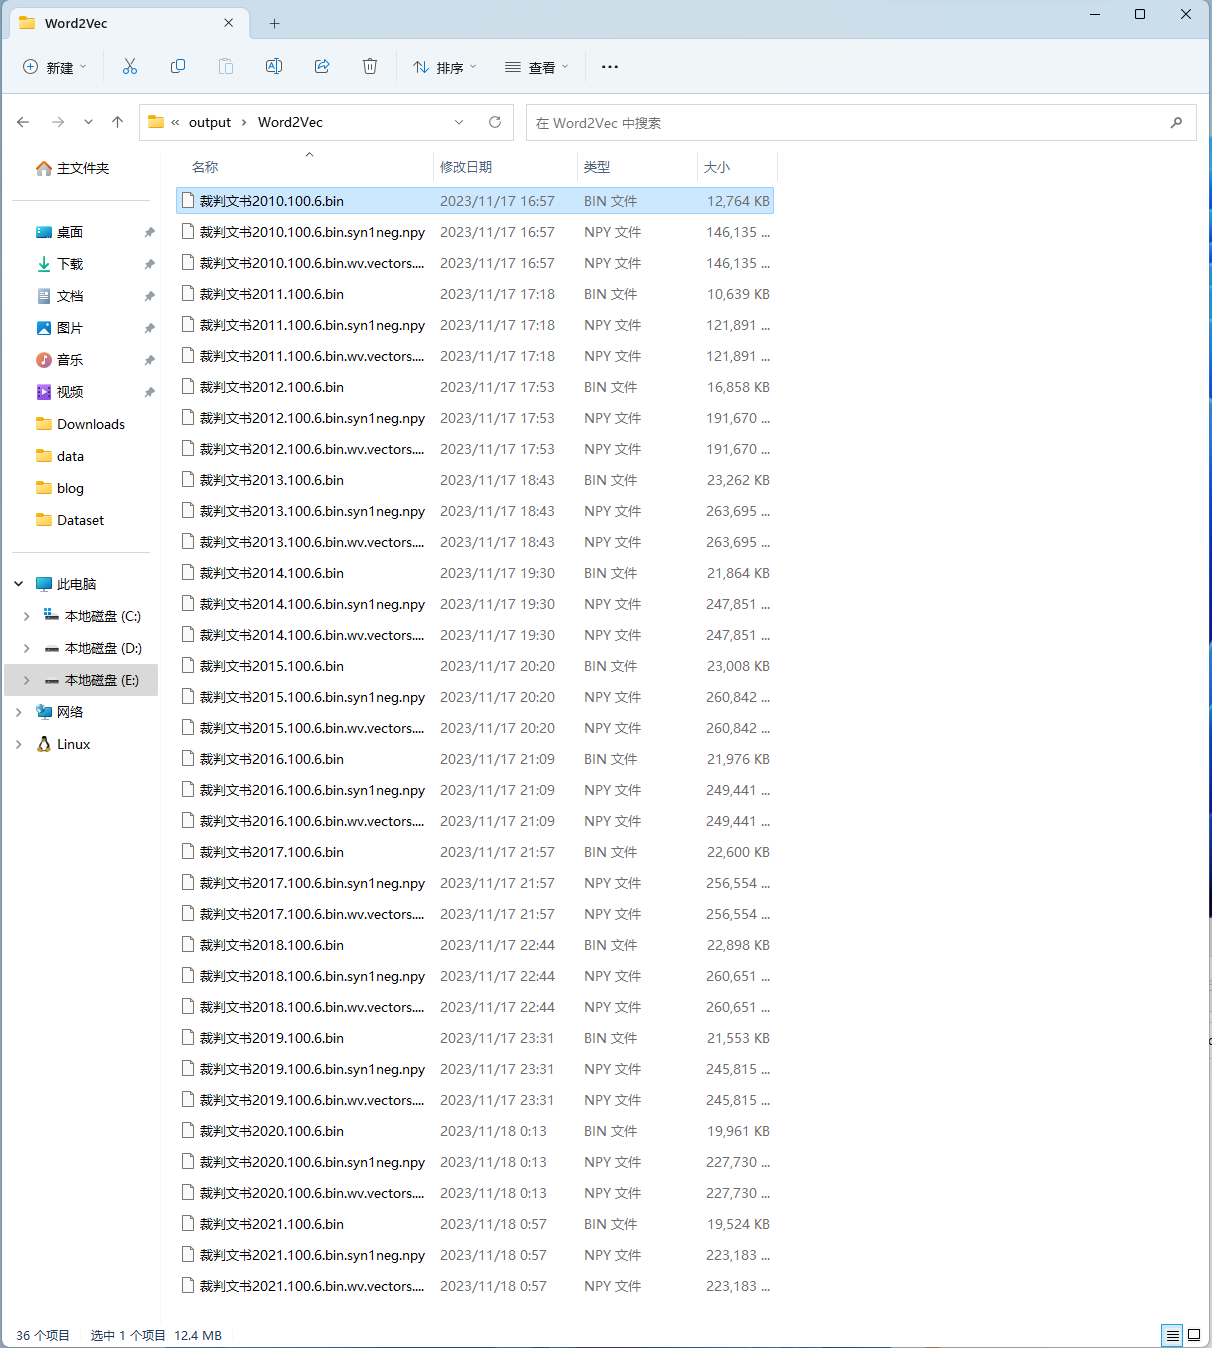 Word2Vec
新建
排序
查看
« output › Word2Vec
在 Word2Vec 中搜索
主文件夹
桌面
下载
文档
图片
音乐
视频
Downloads
data
blog
Dataset
此电脑
本地磁盘 (C:)
本地磁盘 (D:)
本地磁盘 (E:)
网络
Linux
名称 修改日期 类型 大小
裁判文书2010.100.6.bin 2023/11/17 16:57 BIN 文件 12,764 KB
裁判文书2010.100.6.bin.syn1neg.npy 2023/11/17 16:57 NPY 文件 146,135 ...
裁判文书2010.100.6.bin.wv.vectors.... 2023/11/17 16:57 NPY 文件 146,135 ...
裁判文书2011.100.6.bin 2023/11/17 17:18 BIN 文件 10,639 KB
裁判文书2011.100.6.bin.syn1neg.npy 2023/11/17 17:18 NPY 文件 121,891 ...
裁判文书2011.100.6.bin.wv.vectors.... 2023/11/17 17:18 NPY 文件 121,891 ...
裁判文书2012.100.6.bin 2023/11/17 17:53 BIN 文件 16,858 KB
裁判文书2012.100.6.bin.syn1neg.npy 2023/11/17 17:53 NPY 文件 191,670 ...
裁判文书2012.100.6.bin.wv.vectors.... 2023/11/17 17:53 NPY 文件 191,670 ...
裁判文书2013.100.6.bin 2023/11/17 18:43 BIN 文件 23,262 KB
裁判文书2013.100.6.bin.syn1neg.npy 2023/11/17 18:43 NPY 文件 263,695 ...
裁判文书2013.100.6.bin.wv.vectors.... 2023/11/17 18:43 NPY 文件 263,695 ...
裁判文书2014.100.6.bin 2023/11/17 19:30 BIN 文件 21,864 KB
裁判文书2014.100.6.bin.syn1neg.npy 2023/11/17 19:30 NPY 文件 247,851 ...
裁判文书2014.100.6.bin.wv.vectors.... 2023/11/17 19:30 NPY 文件 247,851 ...
裁判文书2015.100.6.bin 2023/11/17 20:20 BIN 文件 23,008 KB
裁判文书2015.100.6.bin.syn1neg.npy 2023/11/17 20:20 NPY 文件 260,842 ...
裁判文书2015.100.6.bin.wv.vectors.... 2023/11/17 20:20 NPY 文件 260,842 ...
裁判文书2016.100.6.bin 2023/11/17 21:09 BIN 文件 21,976 KB
裁判文书2016.100.6.bin.syn1neg.npy 2023/11/17 21:09 NPY 文件 249,441 ...
裁判文书2016.100.6.bin.wv.vectors.... 2023/11/17 21:09 NPY 文件 249,441 ...
裁判文书2017.100.6.bin 2023/11/17 21:57 BIN 文件 22,600 KB
裁判文书2017.100.6.bin.syn1neg.npy 2023/11/17 21:57 NPY 文件 256,554 ...
裁判文书2017.100.6.bin.wv.vectors.... 2023/11/17 21:57 NPY 文件 256,554 ...
裁判文书2018.100.6.bin 2023/11/17 22:44 BIN 文件 22,898 KB
裁判文书2018.100.6.bin.syn1neg.npy 2023/11/17 22:44 NPY 文件 260,651 ...
裁判文书2018.100.6.bin.wv.vectors.... 2023/11/17 22:44 NPY 文件 260,651 ...
裁判文书2019.100.6.bin 2023/11/17 23:31 BIN 文件 21,553 KB
裁判文书2019.100.6.bin.syn1neg.npy 2023/11/17 23:31 NPY 文件 245,815 ...
裁判文书2019.100.6.bin.wv.vectors.... 2023/11/17 23:31 NPY 文件 245,815 ...
裁判文书2020.100.6.bin 2023/11/18 0:13 BIN 文件 19,961 KB
裁判文书2020.100.6.bin.syn1neg.npy 2023/11/18 0:13 NPY 文件 227,730 ...
裁判文书2020.100.6.bin.wv.vectors.... 2023/11/18 0:13 NPY 文件 227,730 ...
裁判文书2021.100.6.bin 2023/11/18 0:57 BIN 文件 19,524 KB
裁判文书2021.100.6.bin.syn1neg.npy 2023/11/18 0:57 NPY 文件 223,183 ...
裁判文书2021.100.6.bin.wv.vectors.... 2023/11/18 0:57 NPY 文件 223,183 ...
36 个项目 选中 1 个项目 12.4 MB